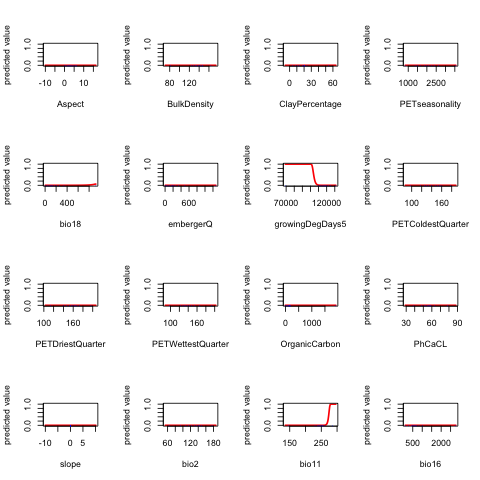 predicted value 0.0 1.0 -10 0 10 Aspect
predicted value 0.0 1.0 80 120 BulkDensity
predicted value 0.0 1.0 0 30 60 ClayPercentage
predicted value 0.0 1.0 1000 2500 PETseasonality
predicted value 0.0 1.0 0 400 bio18
predicted value 0.0 1.0 0 600 embergerQ
predicted value 0.0 1.0 70000 120000 growingDegDays5
predicted value 0.0 1.0 100 160 PETColdestQuarter
predicted value 0.0 1.0 100 160 PETDriestQuarter
predicted value 0.0 1.0 100 160 PETWettestQuarter
predicted value 0.0 1.0 0 1000 OrganicCarbon
predicted value 0.0 1.0 30 60 90 PhCaCL
predicted value 0.0 1.0 -10 0 5 slope
predicted value 0.0 1.0 60 120 180 bio2
predicted value 0.0 1.0 150 250 bio11
predicted value 0.0 1.0 500 2000 bio16